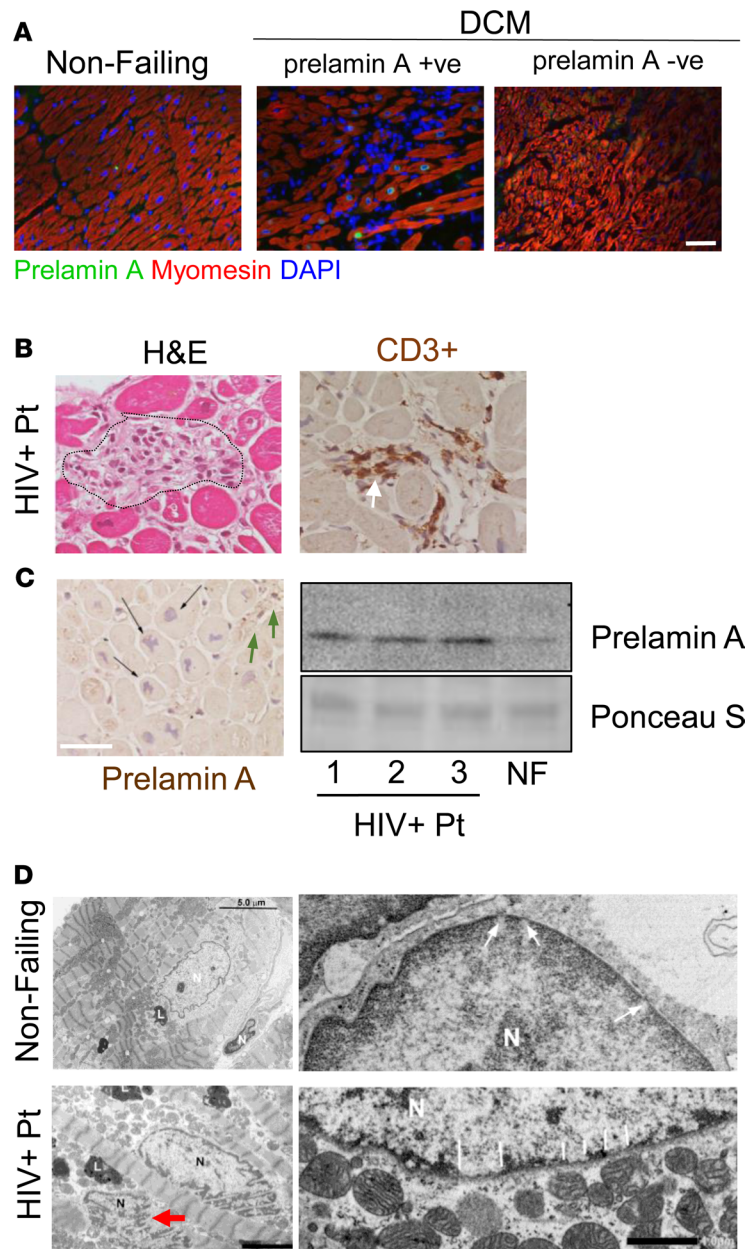 A
DCM
Non-Failing
prelamin A +ve
prelamin A -ve
Prelamin A Myomesin DAPI
B
H&E
CD3+
HIV+ Pt
C
Prelamin A
Ponceau S
Prelamin A
1 2 3 NF
HIV+ Pt
D
Non-Failing
5.0 μm
N
L
N
N
HIV+ Pt
L
L
N
N
N